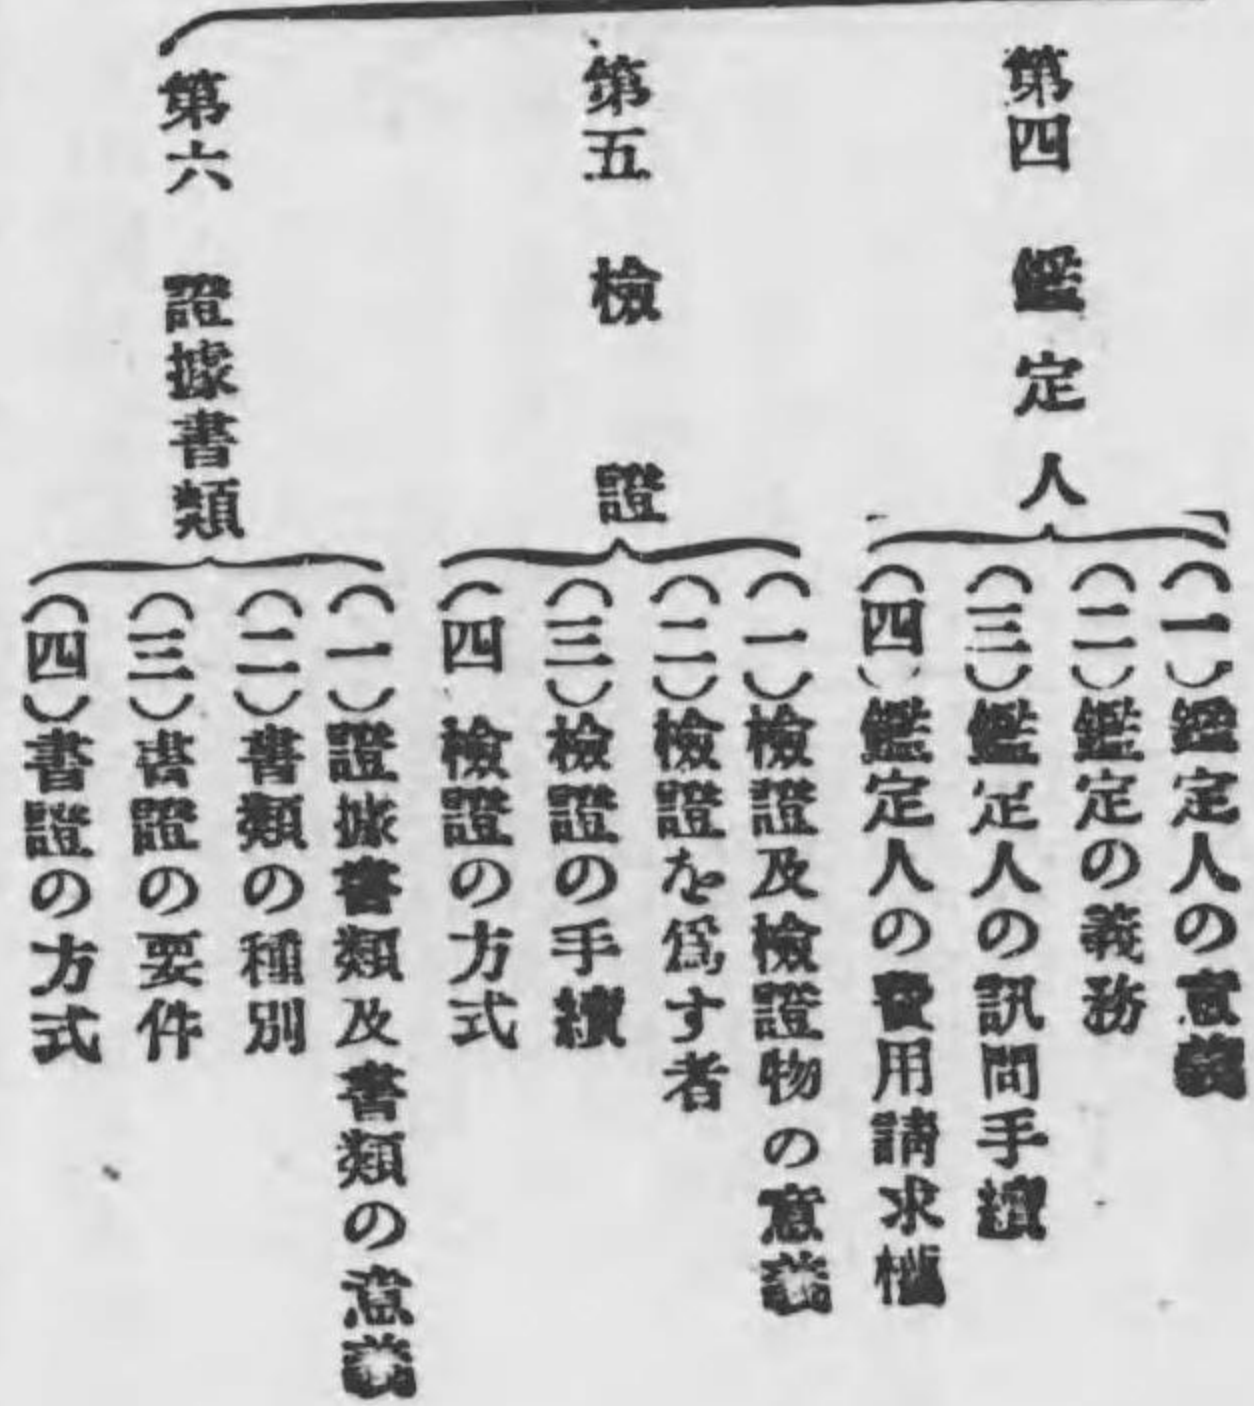 第四 鑑定人
(一)鑑定人の意義
(二)鑑定の義務
(三)鑑定人の訊問手續
(四)鑑定人の費用請求權
第五 檢證
(一)檢證及檢證物の意義
(二)檢證を爲す者
(三)檢證の手續
(四 檢證の方式
第六 證據書類
(一)證據書類及書類の意義
(二)書類の種別
(三)書證の要件
(四)書證の方式